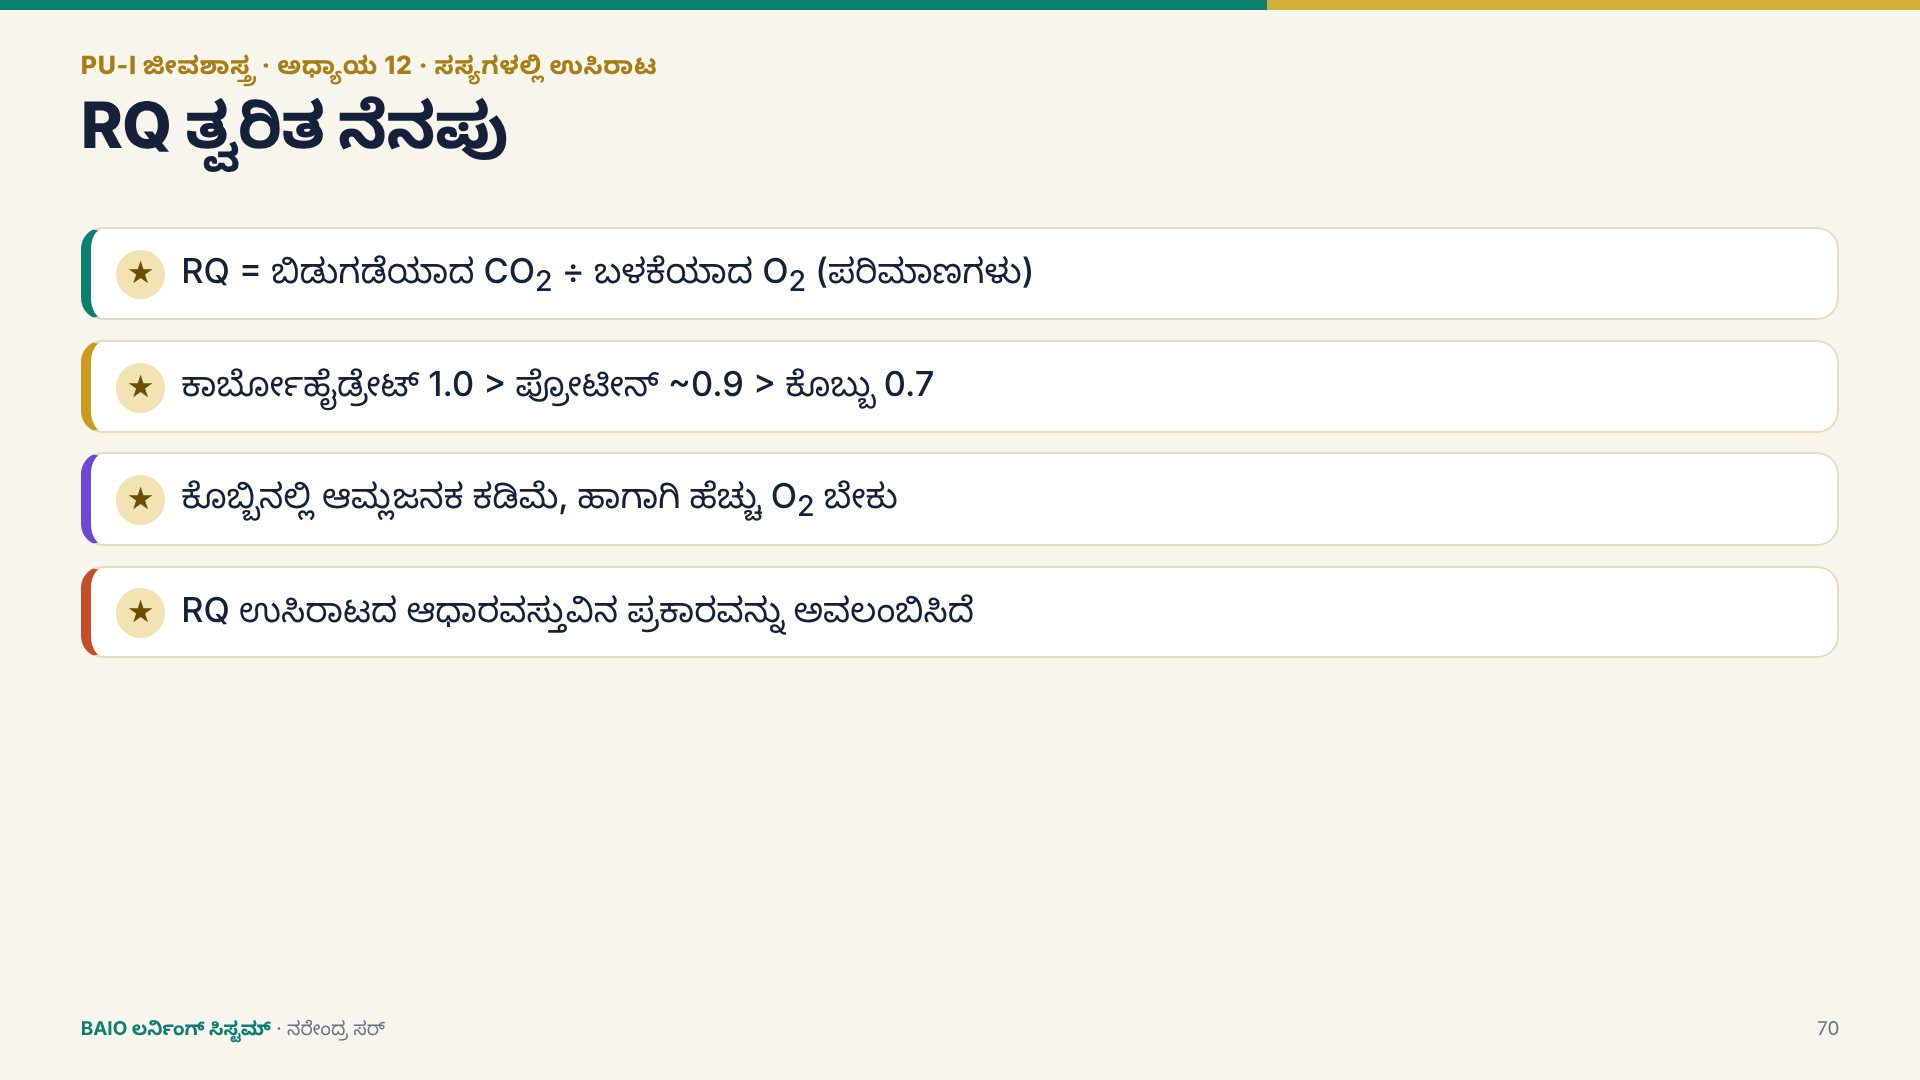 PU-I ಜೀವಶಾಸ್ತ್ರ · ಅಧ್ಯಾಯ 12 · ಸಸ್ಯಗಳಲ್ಲಿ ಉಸಿರಾಟ
RQ ತ್ವರಿತ ನೆನಪು
★ RQ = ಬಿಡುಗಡೆಯಾದ CO₂ ÷ ಬಳಕೆಯಾದ O₂ (ಪರಿಮಾಣಗಳು)
★ ಕಾರ್ಬೋಹೈಡ್ರೇಟ್ 1.0 > ಪ್ರೋಟೀನ್ ~0.9 > ಕೊಬ್ಬು 0.7
★ ಕೊಬ್ಬಿನಲ್ಲಿ ಆಮ್ಲಜನಕ ಕಡಿಮೆ, ಹಾಗಾಗಿ ಹೆಚ್ಚು O₂ ಬೇಕು
★ RQ ಉಸಿರಾಟದ ಆಧಾರವಸ್ತುವಿನ ಪ್ರಕಾರವನ್ನು ಅವಲಂಬಿಸಿದೆ
BAIO ಲರ್ನಿಂಗ್ ಸಿಸ್ಟಮ್ · ನರೇಂದ್ರ ಸರ್
70